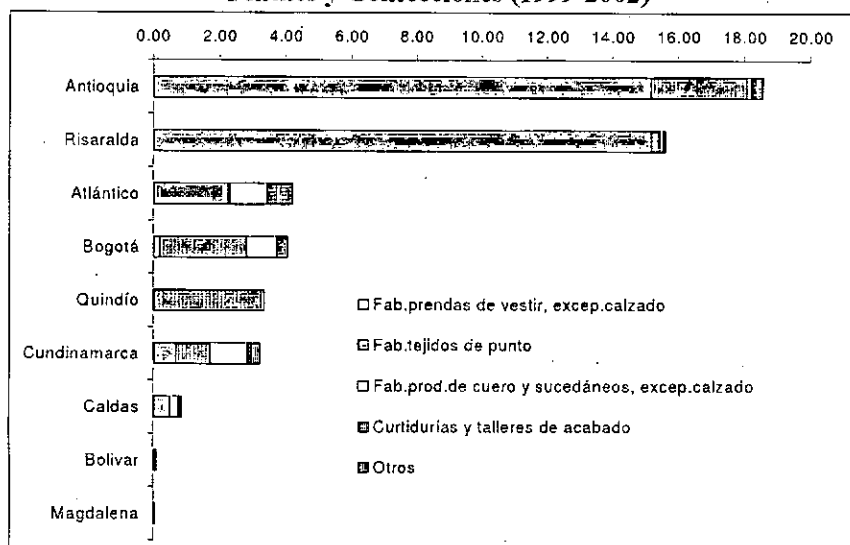 (1999-2002)
0.00 2.00 4.00 6.00 8.00 10.00 12.00 14.00 16.00 18.00 20.00
Antioquia
Risaralda
Atlántico
Bogotá
Quindío
Cundinamarca
Caldas
Bolivar
Magdalena
Fab.prendas de vestir, excep.calzado
Fab.tejidos de punto
Fab.prod.de cuero y sucedáneos, excep.calzado
Curtidurías y talleres de acabado
Otros